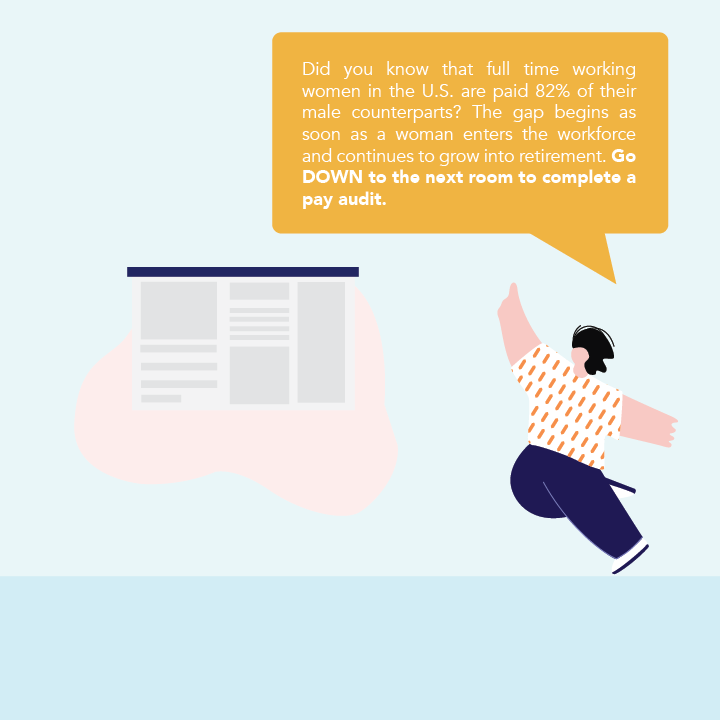 Did you know that full time working
women in the U.S. are paid 82% of their
male counterparts? The gap begins as
soon as a woman enters the workforce
and continues to grow into retirement. Go
DOWN to the next room to complete a
pay audit.